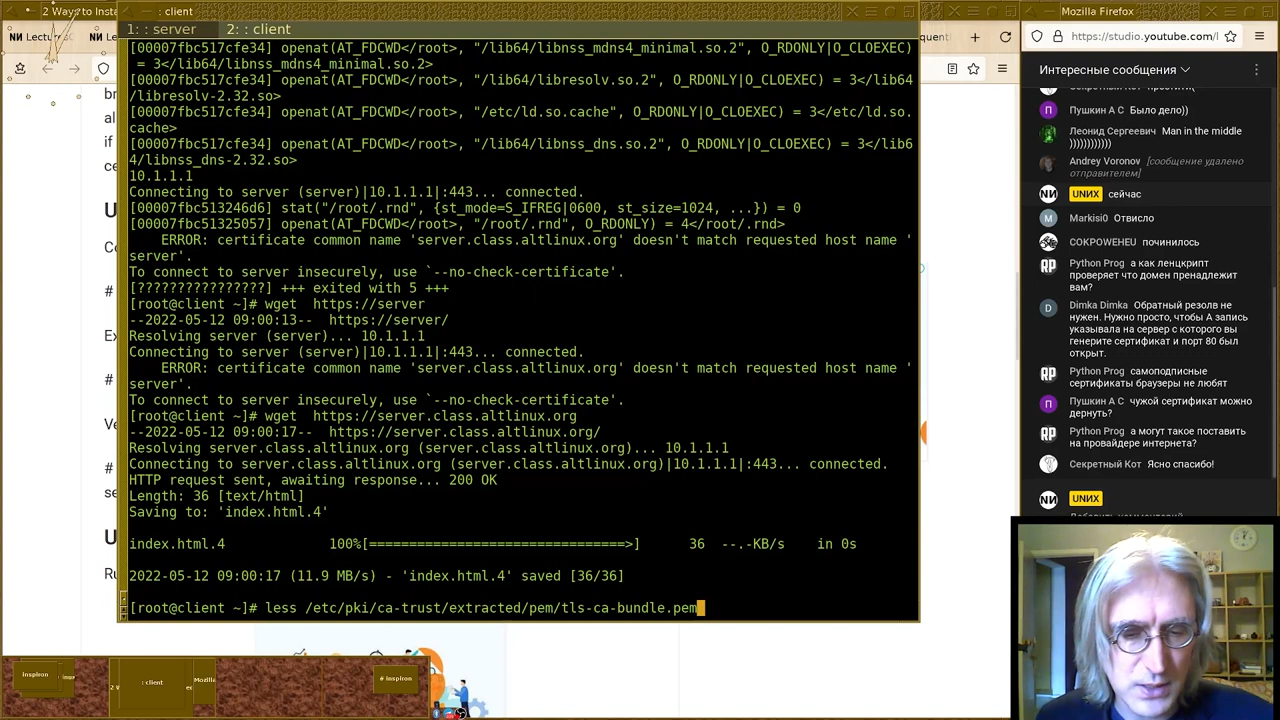 2 Ways to Insta
: client
Mozilla Firefox
1: : server
2: : client
[00007fbc517cfe34] openat(AT_FDCWD</root>, "/lib64/libnss_mdns4_minimal.so.2", O_RDONLY|O_CLOEXEC)
= 3</lib64/libnss_mdns4_minimal.so.2>
[00007fbc517cfe34] openat(AT_FDCWD</root>, "/lib64/libresolv.so.2", O_RDONLY|O_CLOEXEC) = 3</lib64
/libresolv-2.32.so>
[00007fbc517cfe34] openat(AT_FDCWD</root>, "/etc/ld.so.cache", O_RDONLY|O_CLOEXEC) = 3</etc/ld.so.
cache>
[00007fbc517cfe34] openat(AT_FDCWD</root>, "/lib64/libnss_dns.so.2", O_RDONLY|O_CLOEXEC) = 3</lib6
4/libnss_dns-2.32.so>
10.1.1.1
Connecting to server (server)|10.1.1.1|:443... connected.
[00007fbc513246d6] stat("/root/.rnd", {st_mode=S_IFREG|0600, st_size=1024, ...}) = 0
[00007fbc51325057] openat(AT_FDCWD</root>, "/root/.rnd", O_RDONLY) = 4</root/.rnd>
ERROR: certificate common name 'server.class.altlinux.org' doesn't match requested host name '
server'.
To connect to server insecurely, use `--no-check-certificate'.
[????????????????] +++ exited with 5 +++
[root@client ~]# wget  https://server
--2022-05-12 09:00:13--  https://server/
Resolving server (server)... 10.1.1.1
Connecting to server (server)|10.1.1.1|:443... connected.
ERROR: certificate common name 'server.class.altlinux.org' doesn't match requested host name '
server'.
To connect to server insecurely, use `--no-check-certificate'.
[root@client ~]# wget  https://server.class.altlinux.org
--2022-05-12 09:00:17--  https://server.class.altlinux.org/
Resolving server.class.altlinux.org (server.class.altlinux.org)... 10.1.1.1
Connecting to server.class.altlinux.org (server.class.altlinux.org)|10.1.1.1|:443... connected.
HTTP request sent, awaiting response... 200 OK
Length: 36 [text/html]
Saving to: 'index.html.4'
index.html.4 100%[================================>] 36 --.-KB/s in 0s
2022-05-12 09:00:17 (11.9 MB/s) - 'index.html.4' saved [36/36]
[root@client ~]# less /etc/pki/ca-trust/extracted/pem/tls-ca-bundle.pem
https://studio.youtube.com/l
Интересные сообщения
Пушкин А С Было дело))
Леонид Сергеевич Man in the middle
))))))))))))
Andrey Voronov [сообщение удалено
отправителем]
UNИX сейчас
Markisi0 Отвисло
COKPOWEHEU починилось
Python Prog а как ленцкрипт
проверяет что домен пренадлежит
вам?
Dimka Dimka Обратный резолв не
нужен. Нужно просто, чтобы А запись
указывала на сервер с которого вы
генерите сертификат и порт 80 был
открыт.
Python Prog самоподписные
сертификаты браузеры не любят
Пушкин А С чужой сертификат можно
дернуть?
Python Prog а могут такое поставить
на провайдере интернета?
Секретный Кот Ясно спасибо!
UNИX
inspiron
: client
Mozill
# inspiron